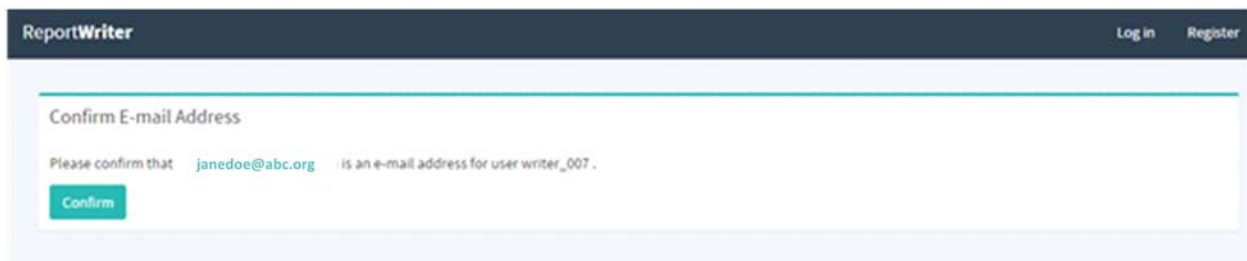 ReportWriter Log in Register
Confirm E-mail Address
Please confirm that janedoe@abc.org is an e-mail address for user writer_007 .
Confirm